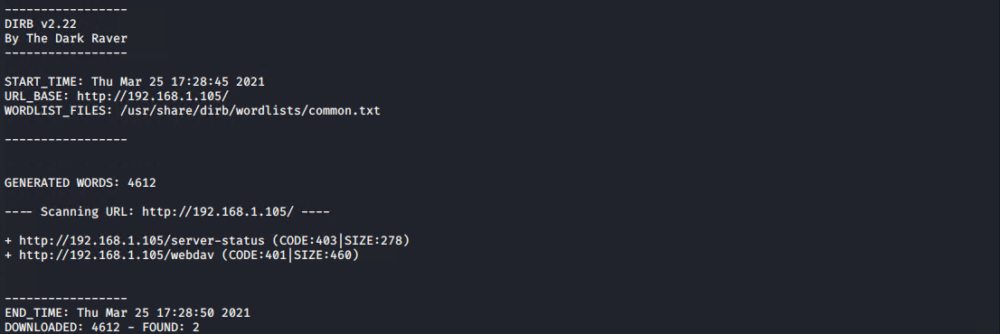 -----------------
DIRB v2.22
By The Dark Raver
-----------------
START_TIME: Thu Mar 25 17:28:45 2021
URL_BASE: http://192.168.1.105/
WORDLIST_FILES: /usr/share/dirb/wordlists/common.txt
-----------------
GENERATED WORDS: 4612
---- Scanning URL: http://192.168.1.105/ ----
+ http://192.168.1.105/server-status (CODE:403|SIZE:278)
+ http://192.168.1.105/webdav (CODE:401|SIZE:460)
-----------------
END_TIME: Thu Mar 25 17:28:50 2021
DOWNLOADED: 4612 - FOUND: 2